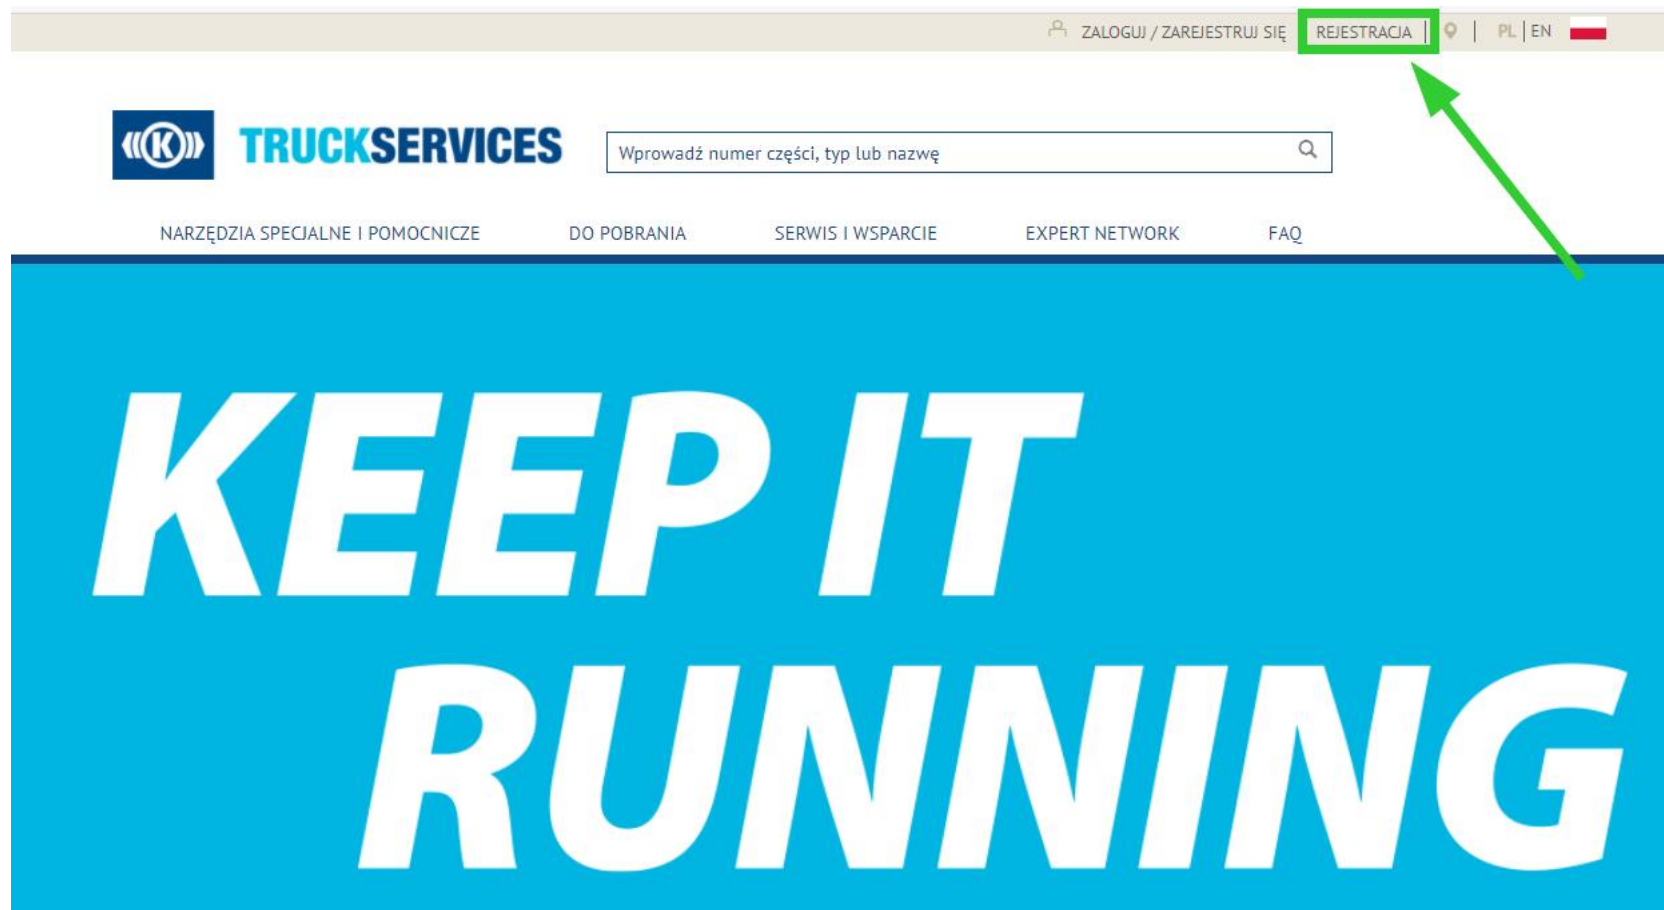 ZALOGUJ / ZAREJESTRUJ SIĘ REJESTRACJA | | PL | EN
((K)) TRUCKSERVICES
Wprowadź numer części, typ lub nazwę
NARZĘDZIA SPECJALNE I POMOCNICZE DO POBRANIA SERWIS I WSPARCIE EXPERT NETWORK FAQ
KEEP IT
RUNNING